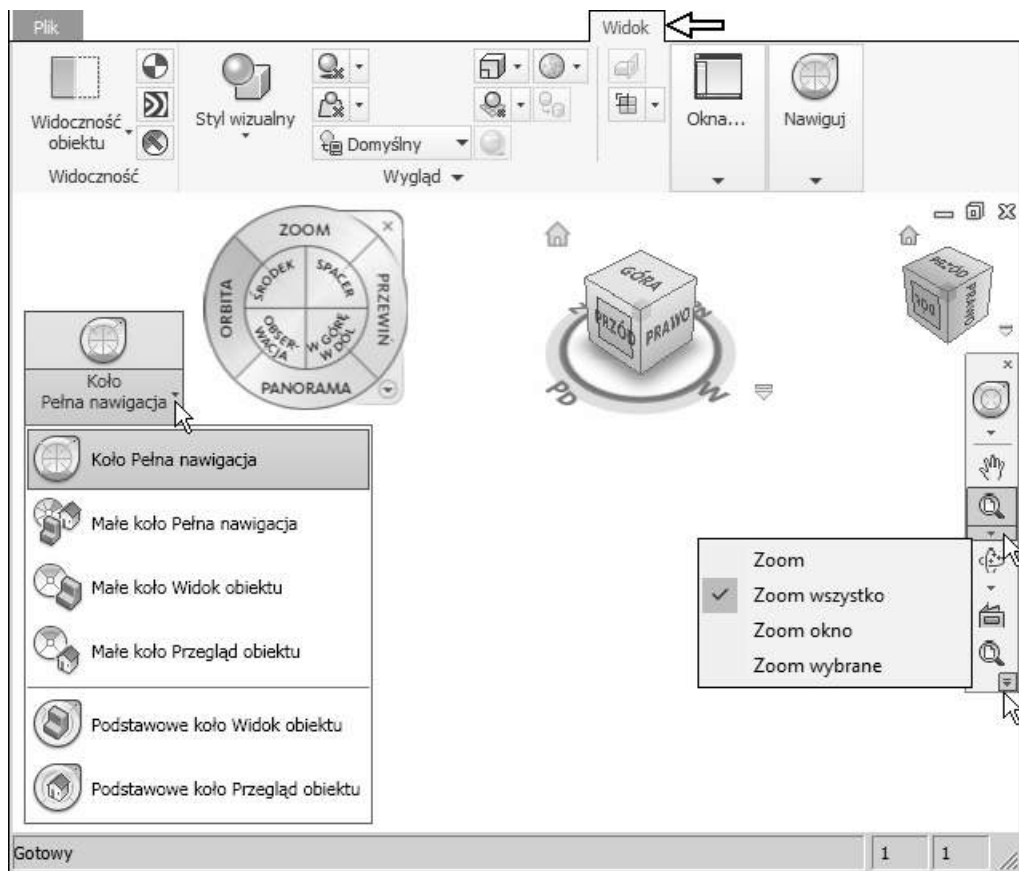 Plik
Widok
Widoczność
obiektu
Styl wizualny
Domyślny
Okna...
Nawiguj
Widoczność
Wygląd
ZOOM
ORBITA
ŚRODEK
SPACER
PRZEWIŃ
OBSER-
WACJA
W GÓRĘ,
W DÓŁ
PANORAMA
GÓRA
PRZÓD
PRAWO
PD
W
PRZÓD
PRAWO
DÓŁ
Koło
Pełna nawigacja
Koło Pełna nawigacja
Małe koło Pełna nawigacja
Małe koło Widok obiektu
Małe koło Przegląd obiektu
Podstawowe koło Widok obiektu
Podstawowe koło Przegląd obiektu
Zoom
Zoom wszystko
Zoom okno
Zoom wybrane
Gotowy
1
1